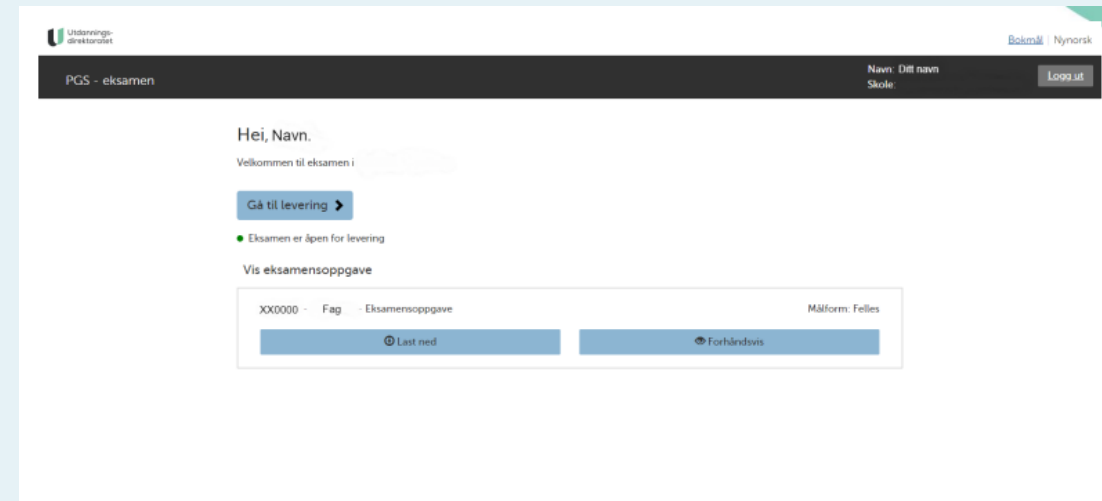 Utdannings-
direktoratet
Bokmål | Nynorsk
PGS - eksamen
Navn: Ditt navn
Skole:
Logg ut
Hei, Navn.
Velkommen til eksamen i
Gå til levering
Eksamen er åpen for levering
Vis eksamensoppgave
XX0000 - Fag - Eksamensoppgave
Målform: Felles
Last ned
Forhåndsvis